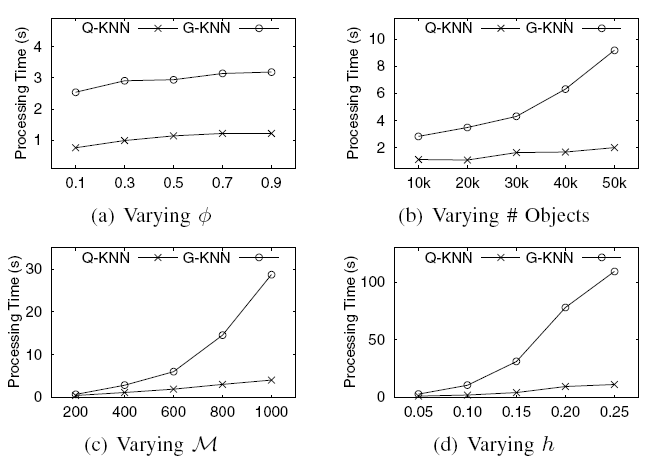 Q-KNN G-KNN
Processing Time (s)
4
3
2
1
0.1 0.3 0.5 0.7 0.9
(a) Varying ϕ
Q-KNN G-KNN
Processing Time (s)
10
8
6
4
2
10k 20k 30k 40k 50k
(b) Varying # Objects
Q-KNN G-KNN
Processing Time (s)
30
20
10
0
200 400 600 800 1000
(c) Varying ℳ
Q-KNN G-KNN
Processing Time (s)
100
50
0
0.05 0.10 0.15 0.20 0.25
(d) Varying h